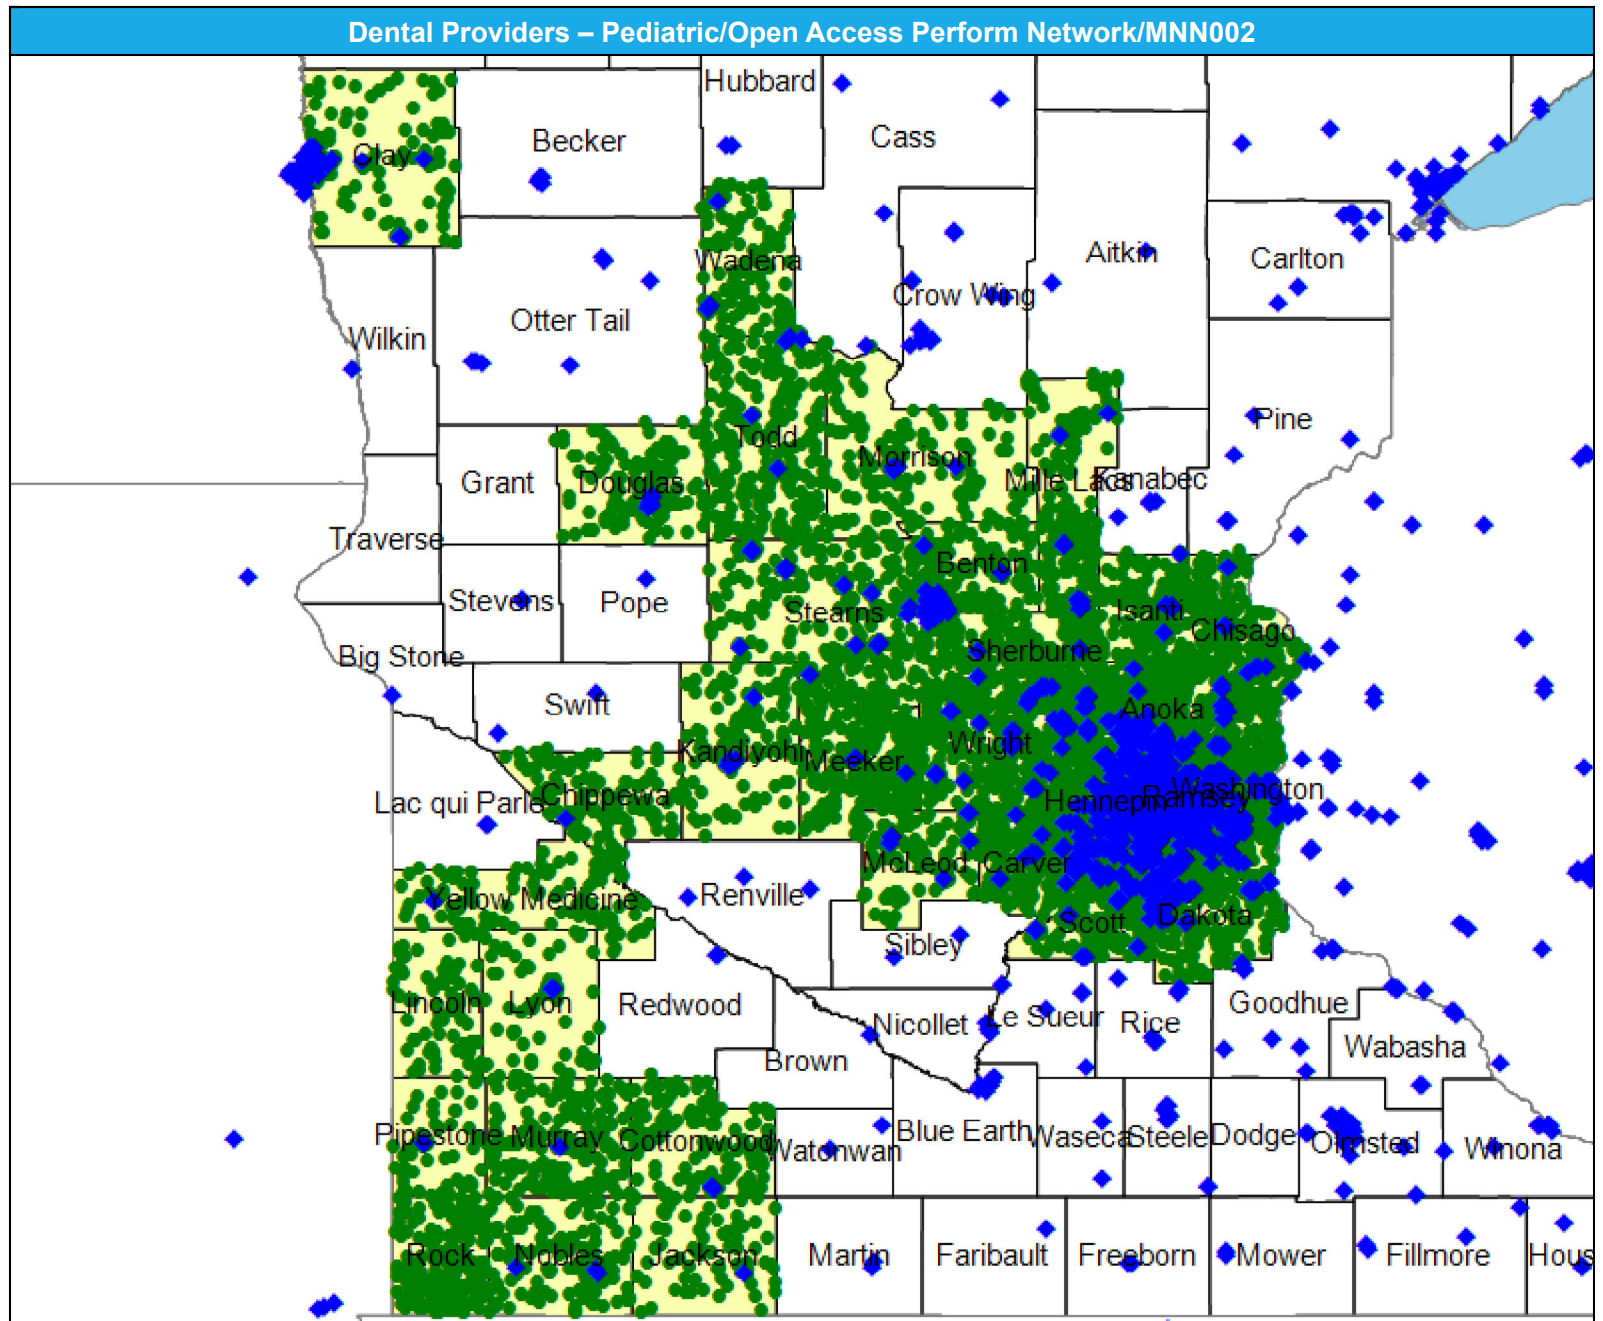 Dental Providers – Pediatric/Open Access Perform Network/MNN002
Hubbard
Becker
Cass
Clay
Wadena
Aitkin
Carlton
Crow Wing
Otter Tail
Wilkin
Pine
Todd
Morrison
Grant
Douglas
Mille Lacs
Kanabec
Traverse
Benton
Stevens
Pope
Stearns
Isanti
Chisago
Big Stone
Sherburne
Swift
Anoka
Kandiyohi
Meeker
Wright
Washington
Lac qui Parle
Chippewa
Hennepin
Ramsey
McLeod
Carver
Yellow Medicine
Renville
Scott
Dakota
Sibley
Lincoln
Lyon
Redwood
Nicollet
Le Sueur
Rice
Goodhue
Wabasha
Brown
Pipestone
Murray
Cottonwood
Watonwan
Blue Earth
Waseca
Steele
Dodge
Olmsted
Winona
Rock
Nobles
Jackson
Martin
Faribault
Freeborn
Mower
Fillmore
Hous